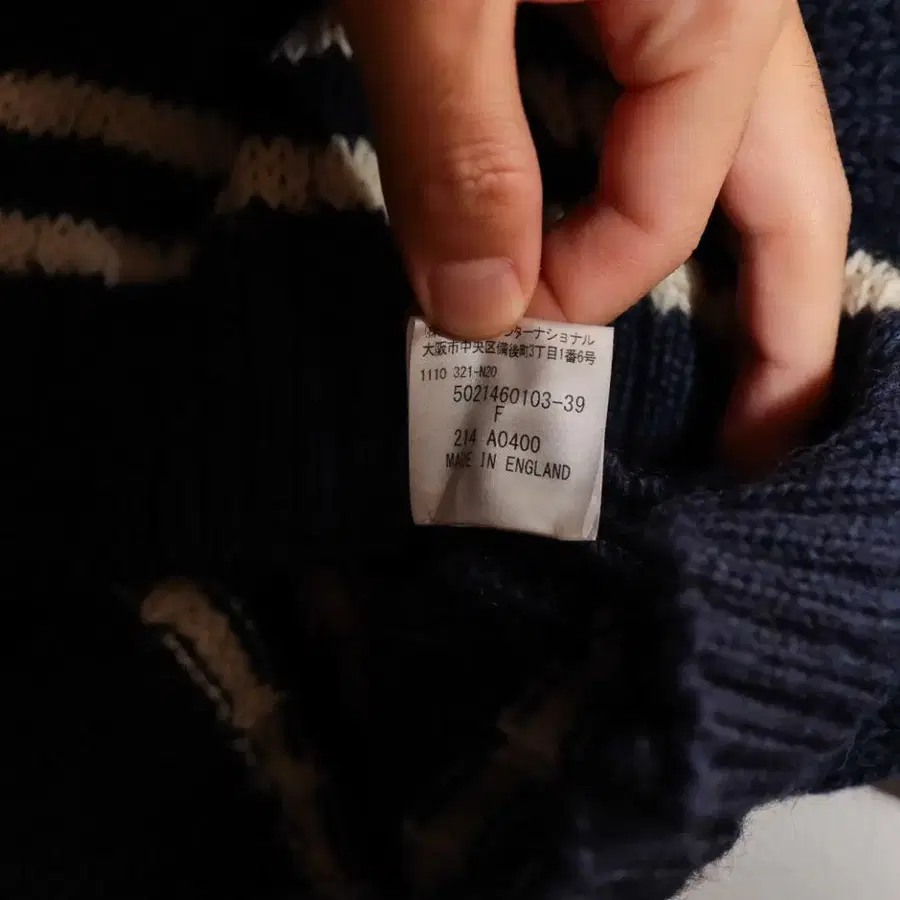 ターナショナル
大阪市中央区備後町3丁目1番6号
1110 321-N20
5021460103-39
F
214 A0400
MADE IN ENGLAND